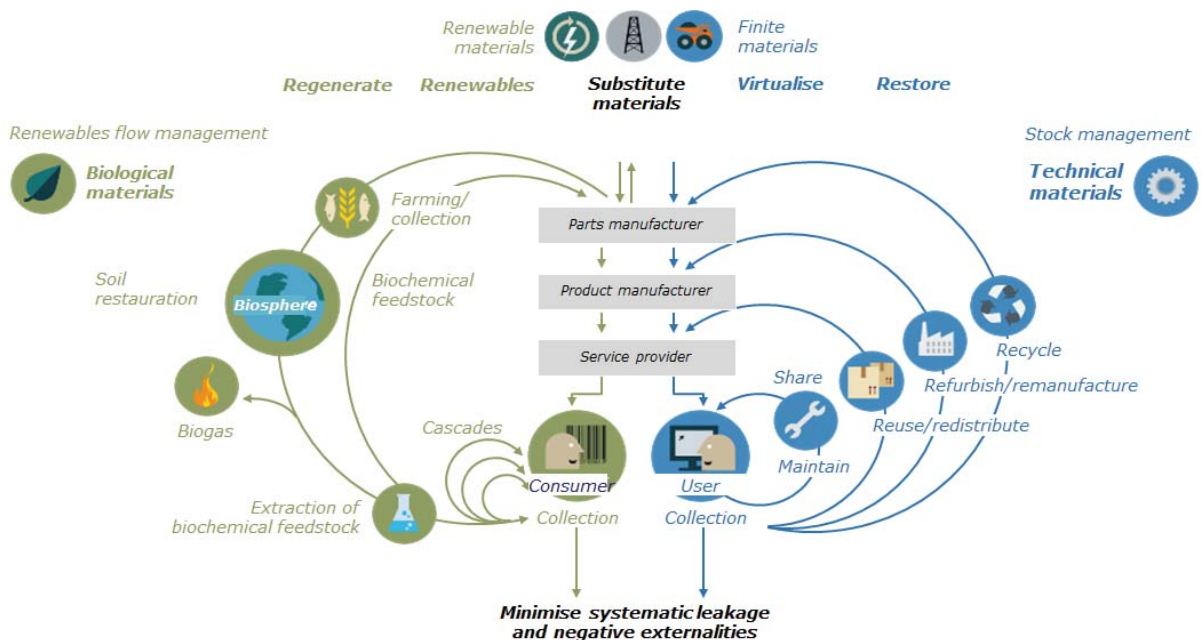 Renewable
materials
Finite
materials
Regenerate
Renewables
Substitute
materials
Virtualise
Restore
Renewables flow management
Biological
materials
Stock management
Technical
materials
Farming/
collection
Parts manufacturer
Soil
restauration
Biosphere
Biochemical
feedstock
Product manufacturer
Recycle
Service provider
Share
Refurbish/remanufacture
Biogas
Cascades
Reuse/redistribute
Maintain
Consumer
User
Extraction of
biochemical feedstock
Collection
Collection
Minimise systematic leakage
and negative externalities